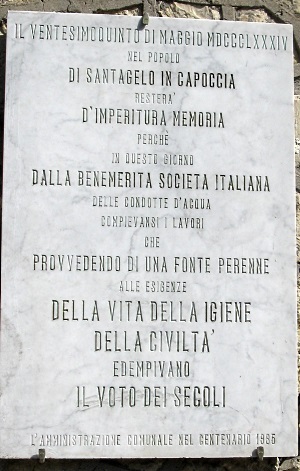 IL VENTESIMOQUINTO DI MAGGIO MDCCCLXXXIV
NEL POPOLO
DI SANTAGELO IN CAPOCCIA
RESTERA'
D'IMPERITURA MEMORIA
PERCHÈ
IN QUESTO GIORNO
DALLA BENEMERITA SOCIETA ITALIANA
DELLE CONDOTTE D'ACQUA
COMPIEVANSI I LAVORI
CHE
PROVVEDENDO DI UNA FONTE PERENNE
ALLE ESIGENZE
DELLA VITA DELLA IGIENE
DELLA CIVILTA'
EDEMPIVANO
IL VOTO DEI SECOLI
L'AMMINISTRAZIONE COMUNALE NEL CENTENARIO 1985